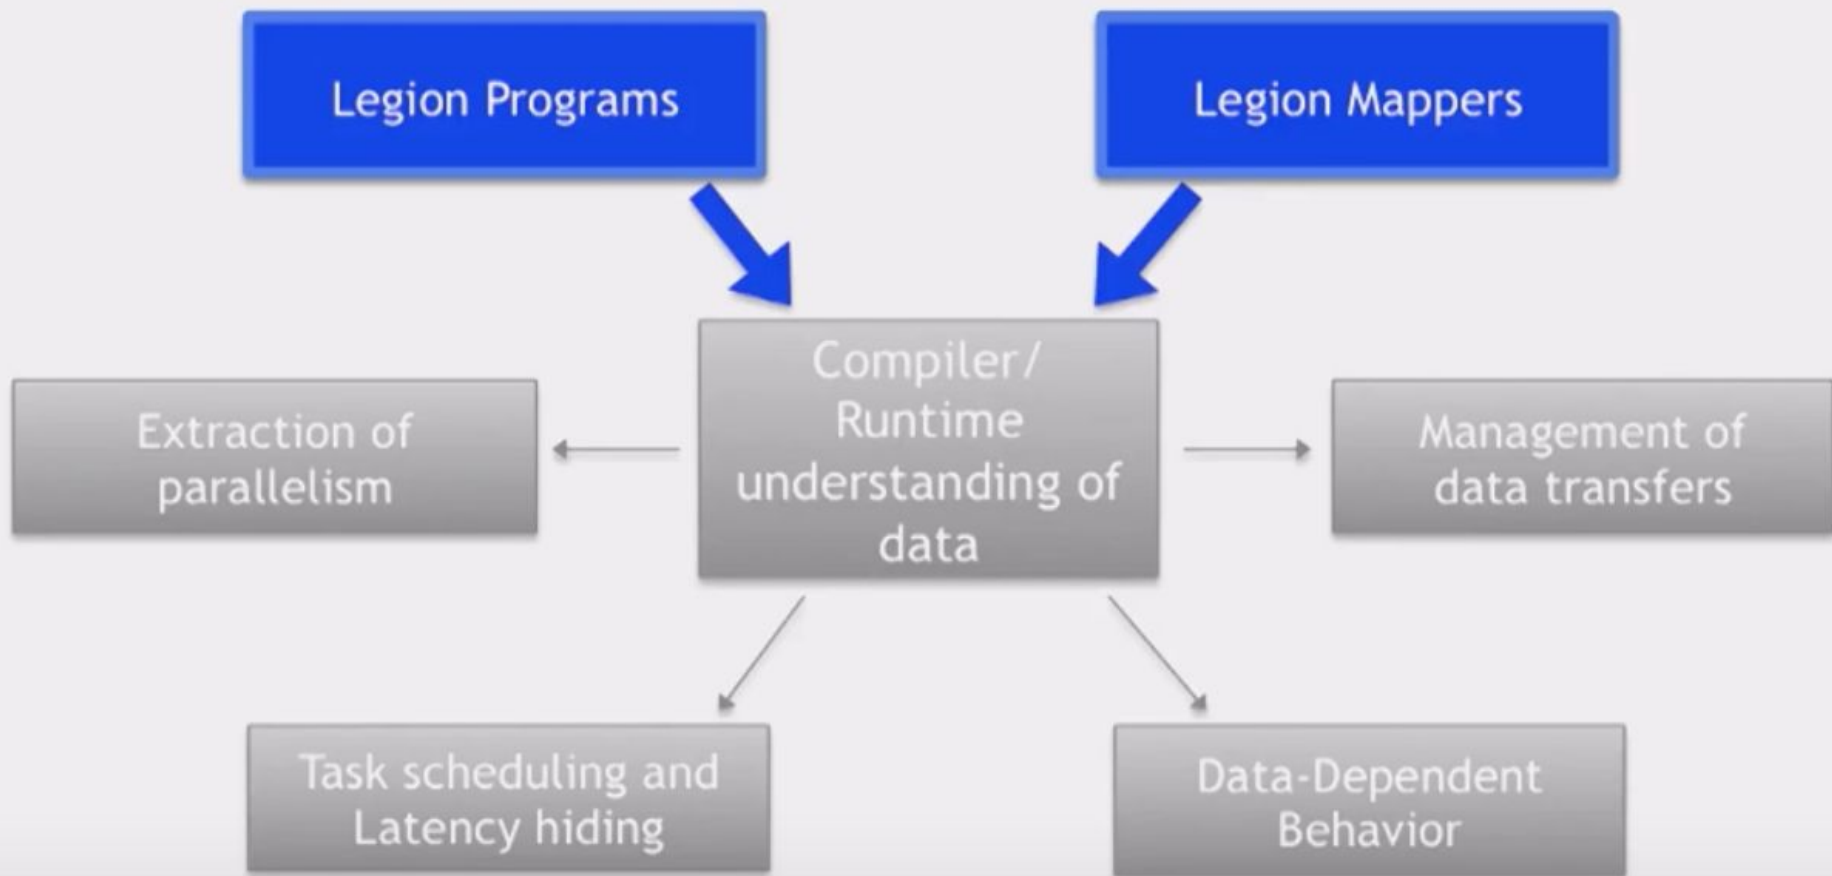 Legion Programs
Legion Mappers
Compiler/
Runtime
understanding of
data
Extraction of
parallelism
Management of
data transfers
Task scheduling and
Latency hiding
Data-Dependent
Behavior